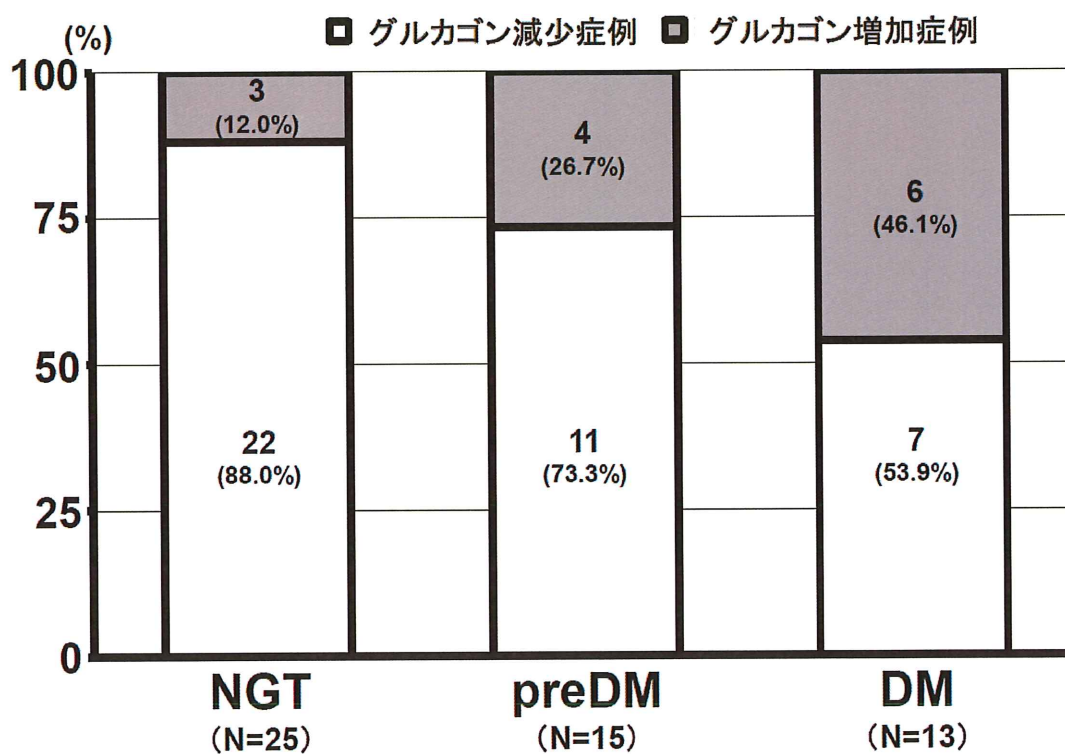 (%)
グルカゴン減少症例 グルカゴン増加症例
100
75
50
25
0
3
(12.0%)
22
(88.0%)
4
(26.7%)
11
(73.3%)
6
(46.1%)
7
(53.9%)
NGT
(N=25)
preDM
(N=15)
DM
(N=13)